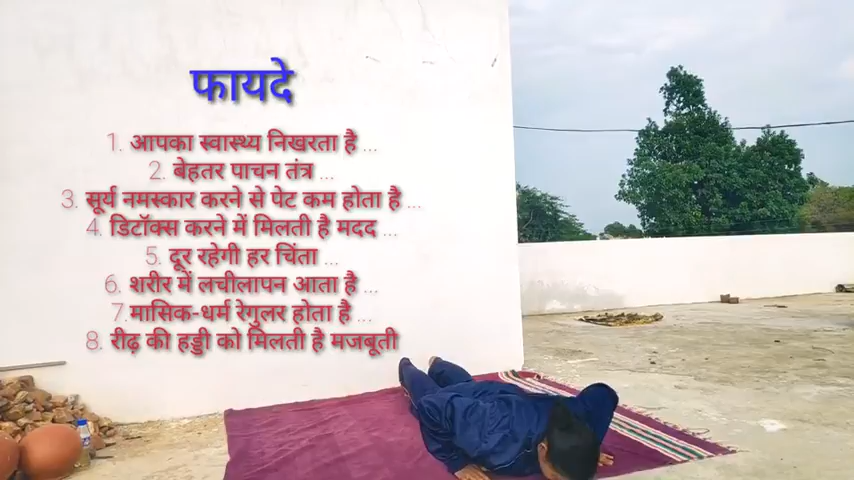 फायदे
1. आपका स्वास्थ्य निखरता है ...
2. बेहतर पाचन तंत्र ...
3. सूर्य नमस्कार करने से पेट कम होता है ...
4. डिटॉक्स करने में मिलती है मदद ...
5. दूर रहेगी हर चिंता ...
6. शरीर में लचीलापन आता है ...
7.मासिक-धर्म रेगुलर होता है ...
8. रीढ़ की हड्डी को मिलती है मजबूती